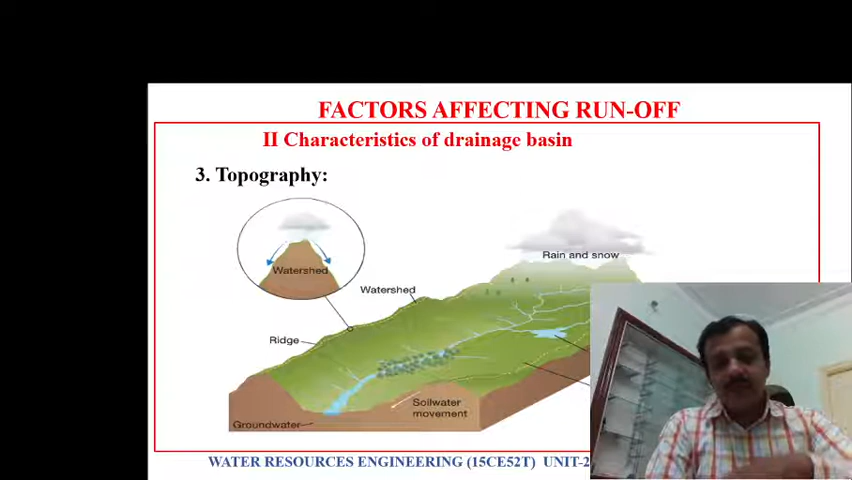 FACTORS AFFECTING RUN-OFF
II Characteristics of drainage basin
3. Topography:
Rain and snow
Watershed
Watershed
Ridge
Soilwater
movement
Groundwater
WATER RESOURCES ENGINEERING (15CE52T) UNIT-2